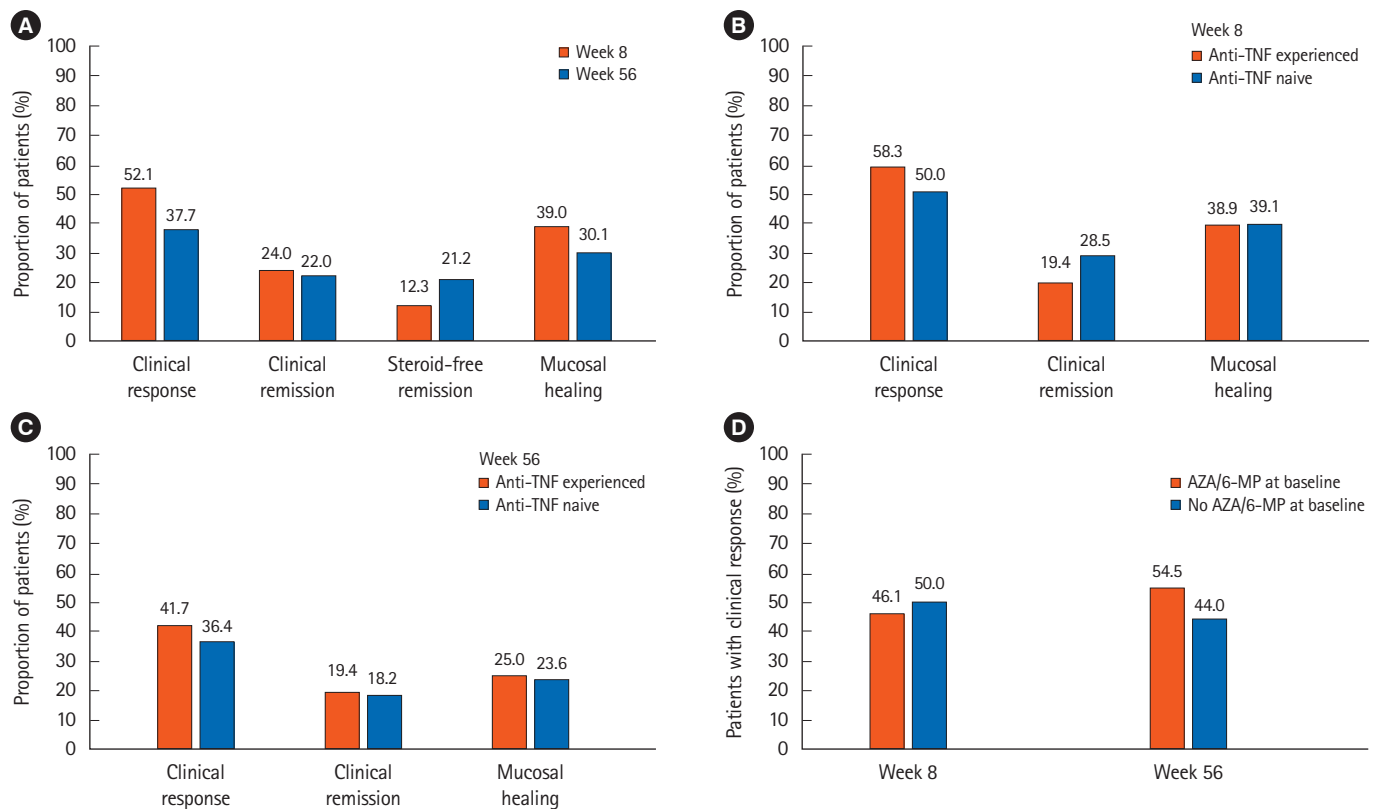 A
Proportion of patients (%)
100
90
80
70
60
50
40
30
20
10
0
Week 8
Week 56
52.1
37.7
24.0
22.0
12.3
21.2
39.0
30.1
Clinical
response
Clinical
remission
Steroid-free
remission
Mucosal
healing
B
Proportion of patients (%)
100
90
80
70
60
50
40
30
20
10
0
Week 8
Anti-TNF experienced
Anti-TNF naive
58.3
50.0
19.4
28.5
38.9
39.1
Clinical
response
Clinical
remission
Mucosal
healing
C
Proportion of patients (%)
100
90
80
70
60
50
40
30
20
10
0
Week 56
Anti-TNF experienced
Anti-TNF naive
41.7
36.4
19.4
18.2
25.0
23.6
Clinical
response
Clinical
remission
Mucosal
healing
D
Patients with clinical response (%)
100
90
80
70
60
50
40
30
20
10
0
AZA/6-MP at baseline
No AZA/6-MP at baseline
46.1
50.0
54.5
44.0
Week 8
Week 56